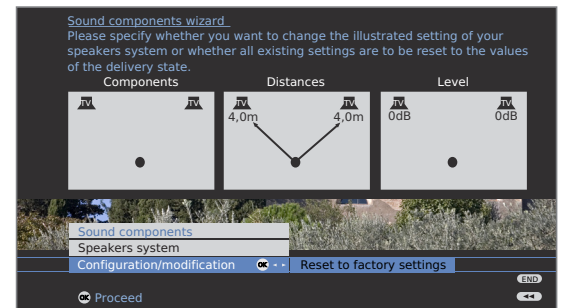 Sound components wizard
Please specify whether you want to change the illustrated setting of your
speakers system or whether all existing settings are to be reset to the values
of the delivery state.
Components Distances Level
TV TV TV TV TV TV
4,0m 4,0m 0dB 0dB
Sound components
Speakers system
Configuration/modification OK - - Reset to factory settings
END
OK Proceed